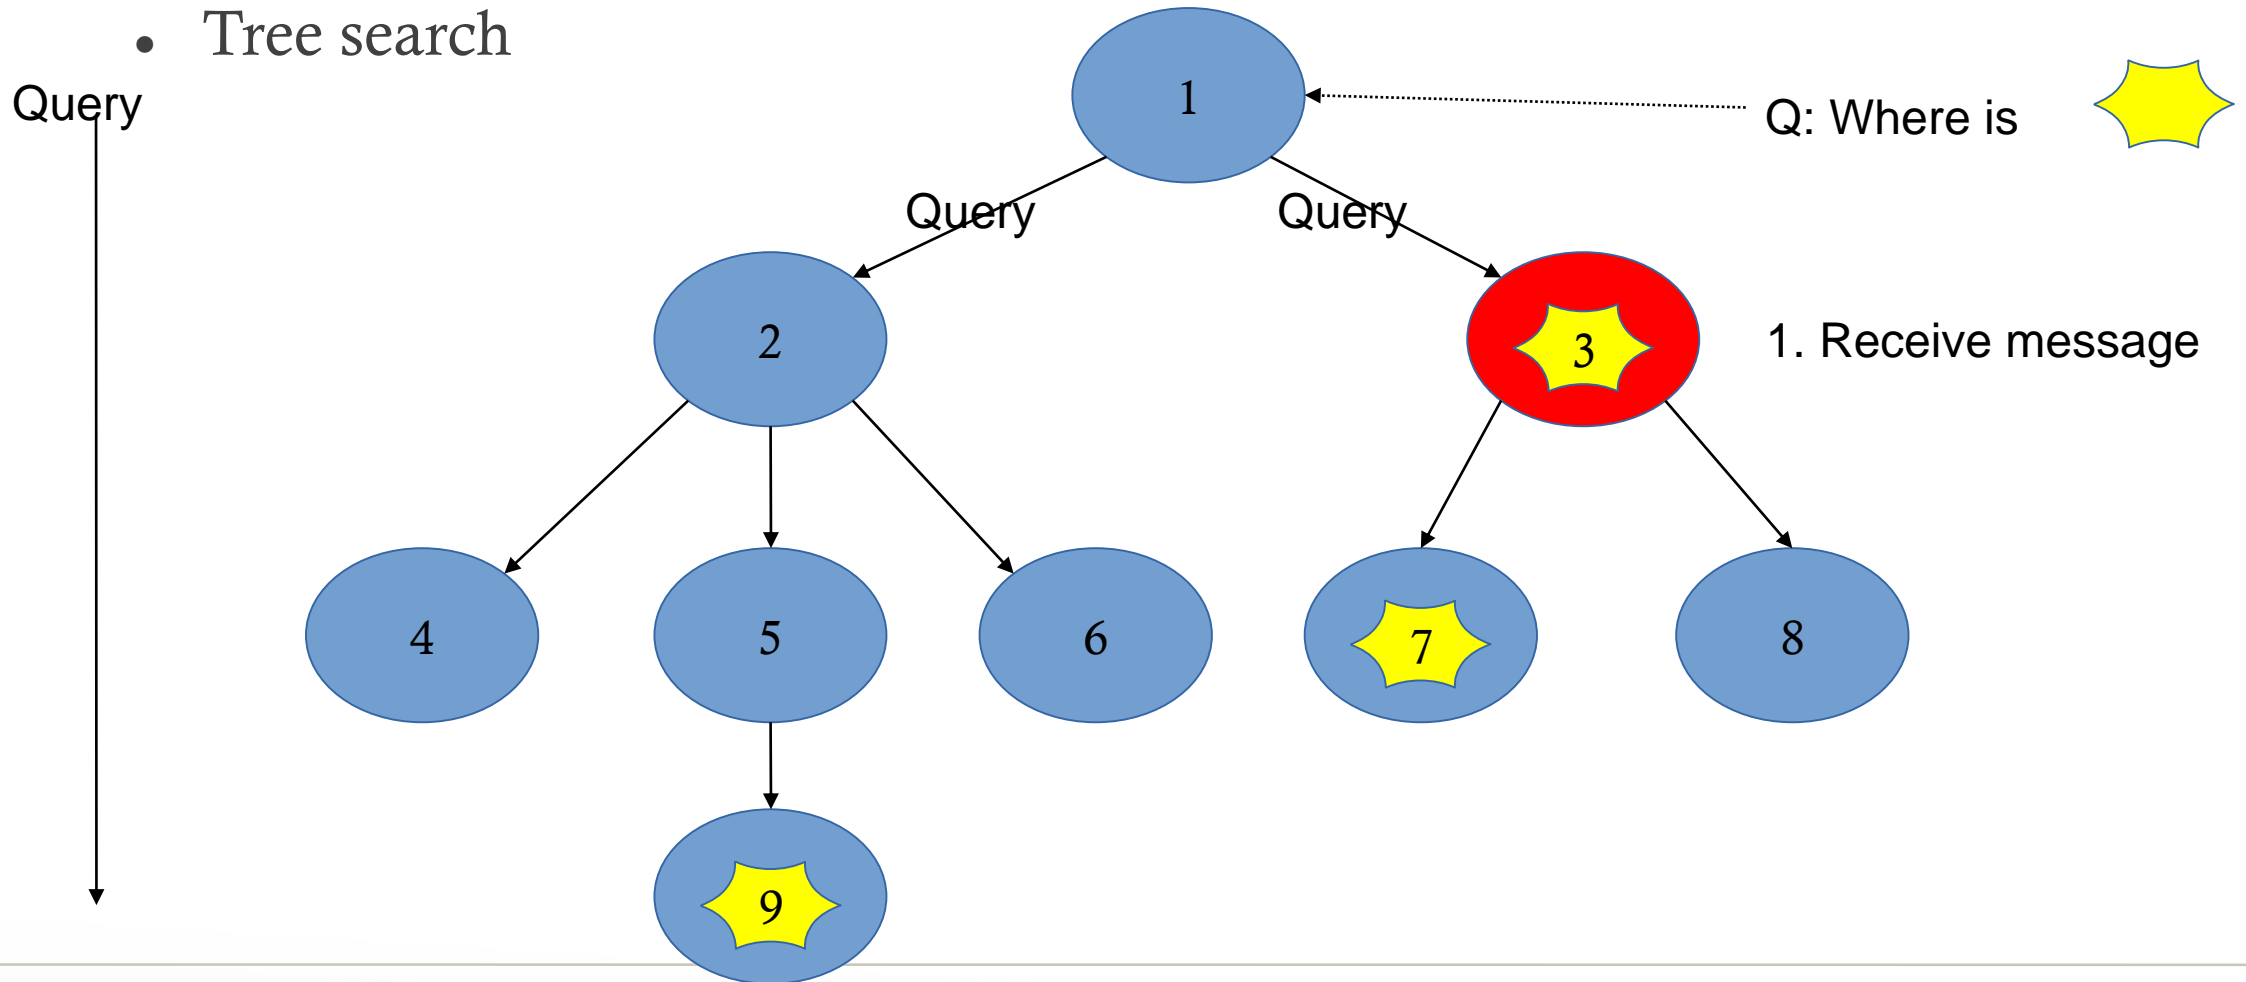 • Tree search
Query
1
Q: Where is
Query
Query
2
3
1. Receive message
4
5
6
7
8
9